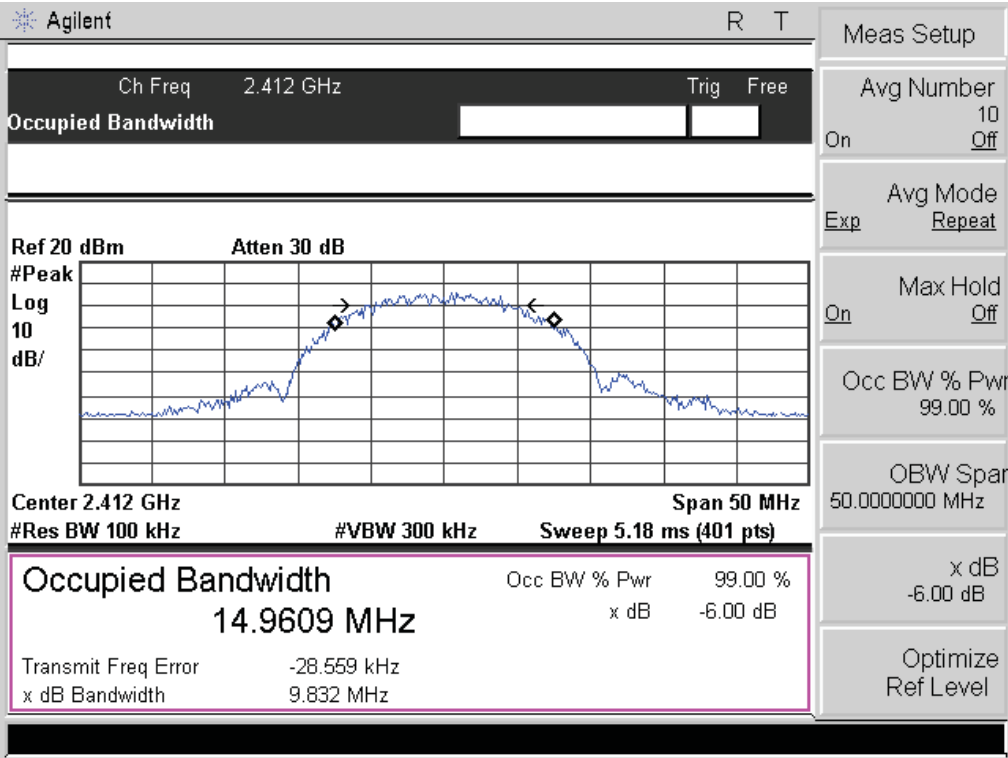 Agilent R T
Ch Freq 2.412 GHz Trig Free
Occupied Bandwidth
Ref 20 dBm Atten 30 dB
#Peak
Log
10
dB/
Center 2.412 GHz Span 50 MHz
#Res BW 100 kHz #VBW 300 kHz Sweep 5.18 ms (401 pts)
Occupied Bandwidth
14.9609 MHz
Occ BW % Pwr 99.00 %
x dB -6.00 dB
Transmit Freq Error -28.559 kHz
x dB Bandwidth 9.832 MHz
Meas Setup
Avg Number
10
On Off
Avg Mode
Exp Repeat
Max Hold
On Off
Occ BW % Pwr
99.00 %
OBW Span
50.0000000 MHz
x dB
-6.00 dB
Optimize
Ref Level